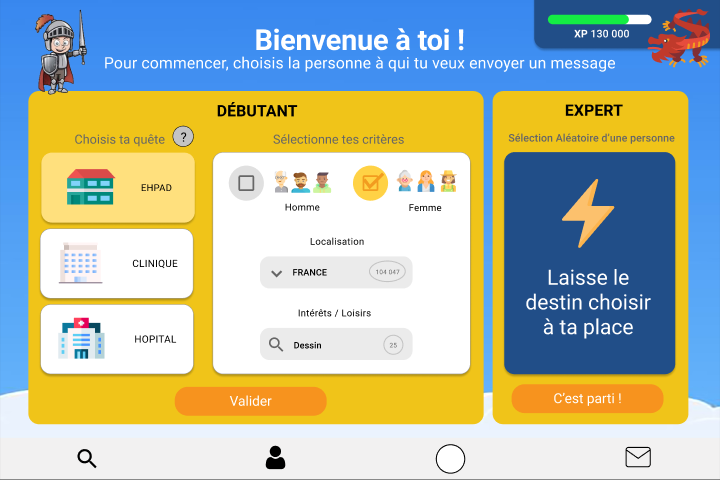 Bienvenue à toi !
XP 130 000
Pour commencer, choisis la personne à qui tu veux envoyer un message
DÉBUTANT
Choisis ta quête ?
Sélectionne tes critères
EHPAD
CLINIQUE
HOPITAL
Homme
Femme
Localisation
FRANCE 104 047
Intérêts / Loisirs
Dessin 25
Valider
EXPERT
Sélection Aléatoire d'une personne
Laisse le
destin choisir
à ta place
C'est parti !